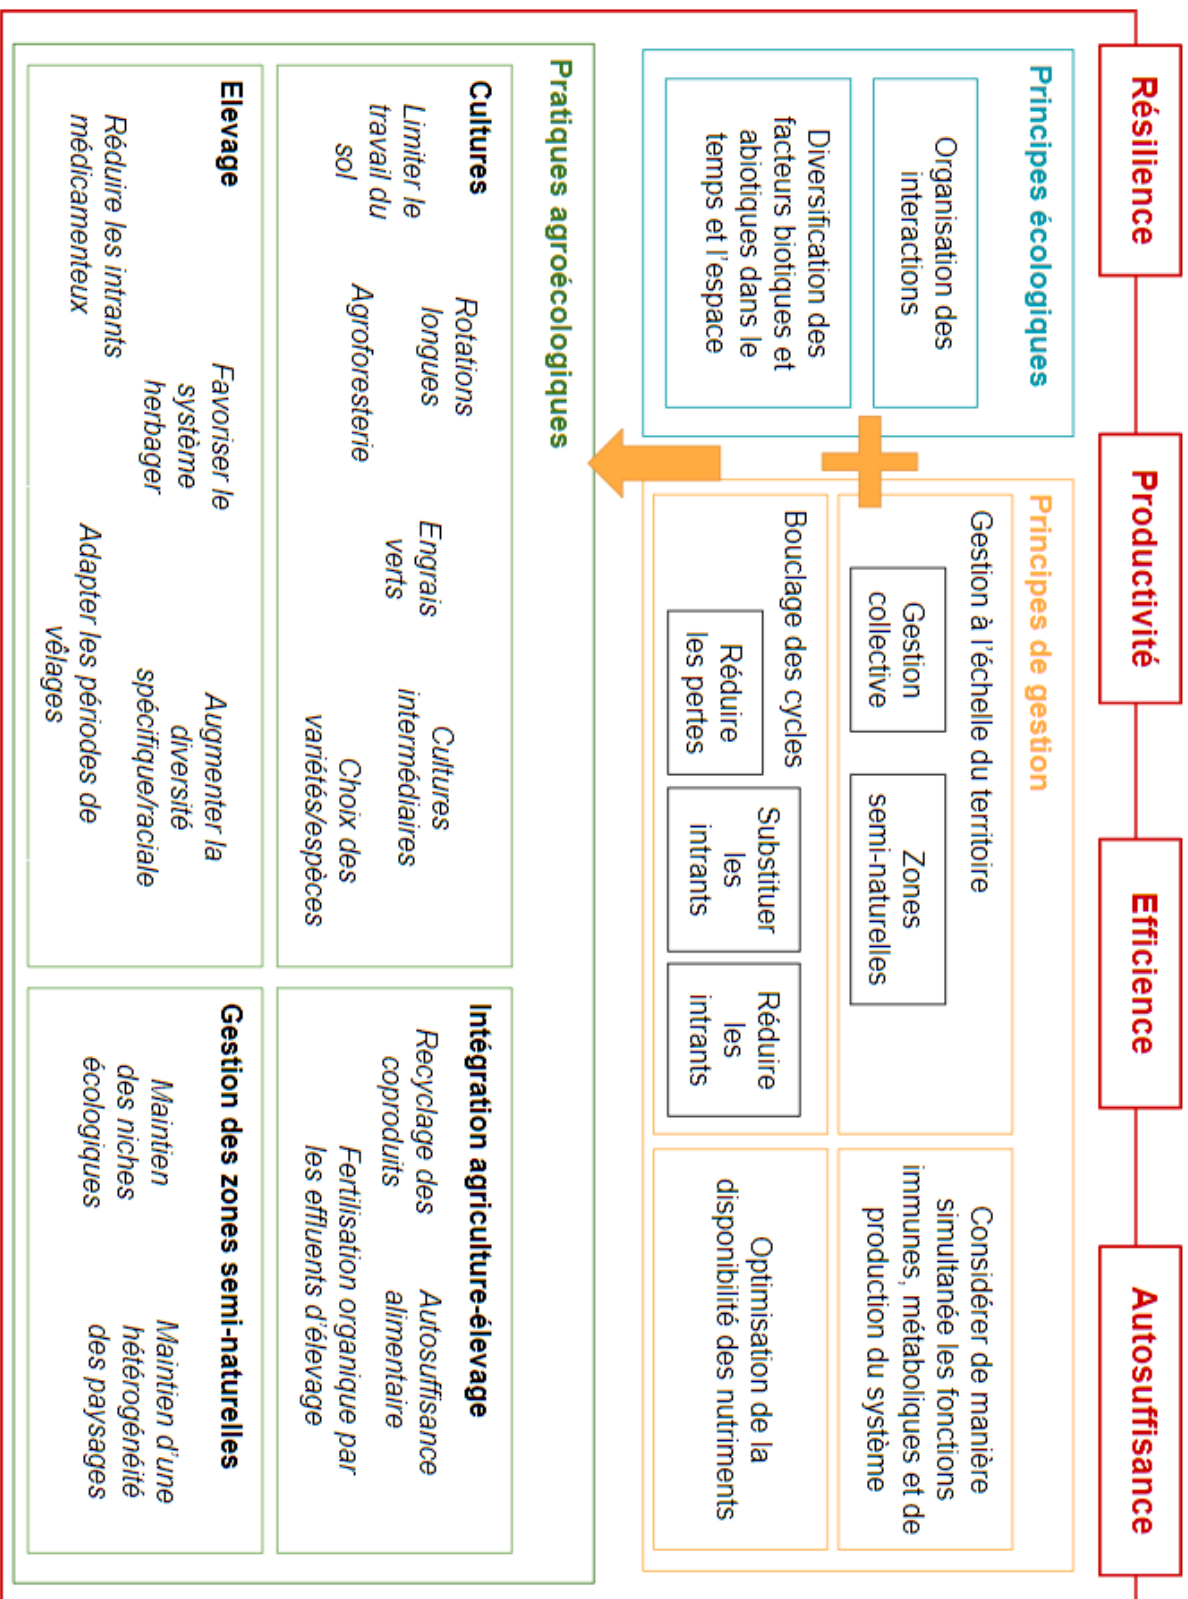 Résilience
Productivité
Efficience
Autosuffisance
Principes écologiques
Organisation des
interactions
Diversification des
facteurs biotiques et
abiotiques dans le
temps et l'espace
Principes de gestion
Gestion à l'échelle du territoire
Gestion
collective
Zones
semi-naturelles
Considérer de manière
simultanée les fonctions
immunes, métaboliques et de
production du système
Bouclage des cycles
Réduire
les pertes
Substituer
les
intrants
Réduire
les
intrants
Optimisation de la
disponibilité des nutriments
Pratiques agroécologiques
Cultures
Limiter le
travail du
sol
Rotations
longues
Agroforesterie
Engrais
verts
Cultures
intermédiaires
Choix des
variétés/espèces
Intégration agriculture-élevage
Recyclage des
coproduits
Autosuffisance
alimentaire
Fertilisation organique par
les effluents d'élevage
Elevage
Réduire les intrants
médicamenteux
Favoriser le
système
herbager
Augmenter la
diversité
spécifique/raciale
Adapter les périodes de
vêlages
Gestion des zones semi-naturelles
Maintien
des niches
écologiques
Maintien d'une
hétérogénéité
des paysages